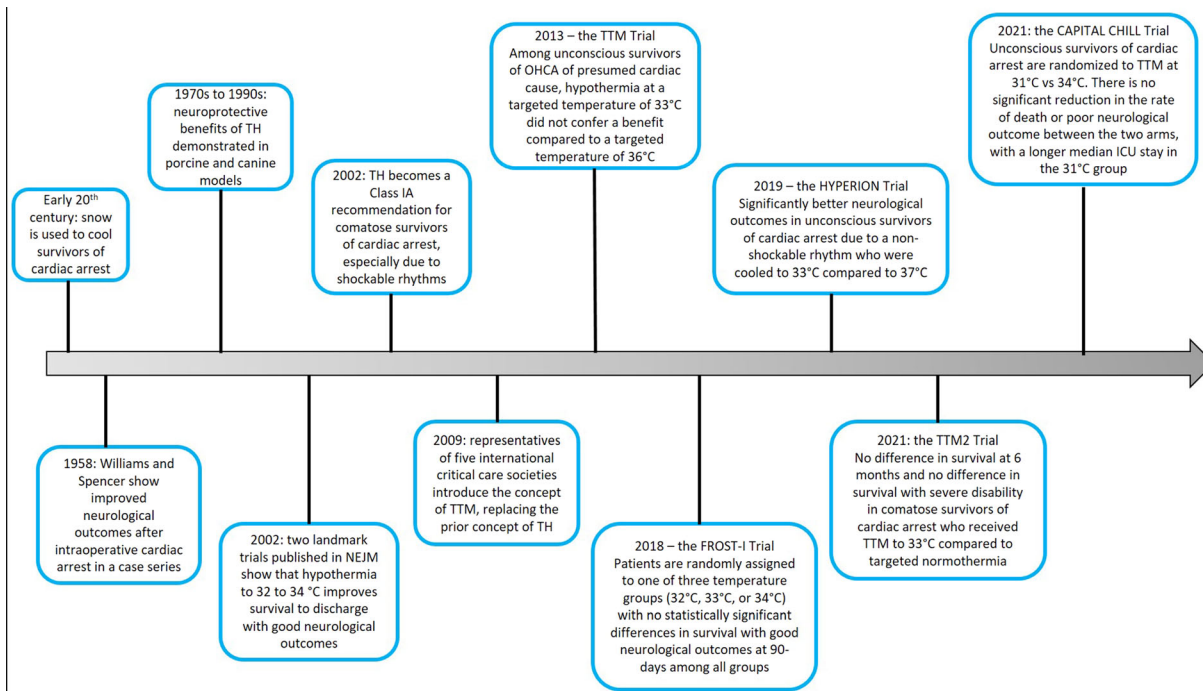 Early 20th
century: snow
is used to cool
survivors of
cardiac arrest
1958: Williams and
Spencer show
improved
neurological
outcomes after
intraoperative cardiac
arrest in a case series
1970s to 1990s:
neuroprotective
benefits of TH
demonstrated in
porcine and canine
models
2002: two landmark
trials published in NEJM
show that hypothermia
to 32 to 34 °C improves
survival to discharge
with good neurological
outcomes
2002: TH becomes a
Class IA
recommendation for
comatose survivors
of cardiac arrest,
especially due to
shockable rhythms
2009: representatives
of five international
critical care societies
introduce the concept
of TTM, replacing the
prior concept of TH
2013 – the TTM Trial
Among unconscious survivors
of OHCA of presumed cardiac
cause, hypothermia at a
targeted temperature of 33°C
did not confer a benefit
compared to a targeted
temperature of 36°C
2018 – the FROST-I Trial
Patients are randomly assigned
to one of three temperature
groups (32°C, 33°C, or 34°C)
with no statistically significant
differences in survival with good
neurological outcomes at 90-
days among all groups
2019 – the HYPERION Trial
Significantly better neurological
outcomes in unconscious survivors
of cardiac arrest due to a non-
shockable rhythm who were
cooled to 33°C compared to 37°C
2021: the TTM2 Trial
No difference in survival at 6
months and no difference in
survival with severe disability
in comatose survivors of
cardiac arrest who received
TTM to 33°C compared to
targeted normothermia
2021: the CAPITAL CHILL Trial
Unconscious survivors of cardiac
arrest are randomized to TTM at
31°C vs 34°C. There is no
significant reduction in the rate
of death or poor neurological
outcome between the two arms,
with a longer median ICU stay in
the 31°C group